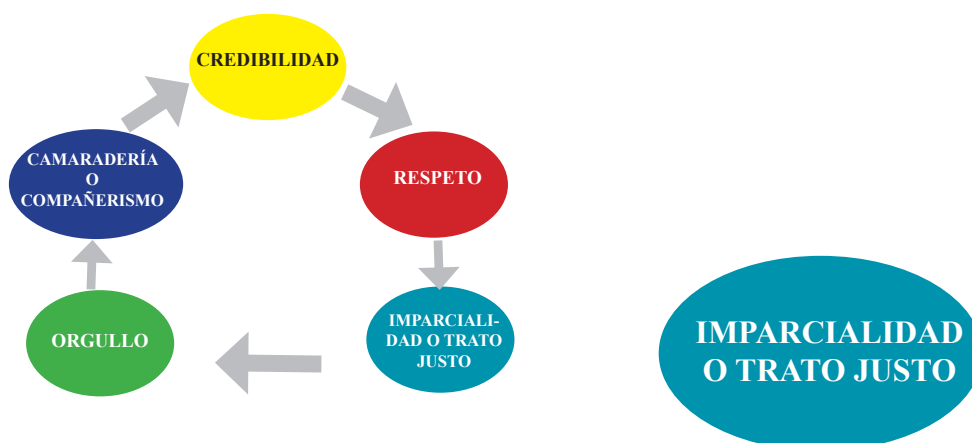 CREDIBILIDAD
CAMARADERÍA
O
COMPAÑERISMO
RESPETO
ORGULLO
IMPARCIALI-
DAD O TRATO
JUSTO
IMPARCIALIDAD
O TRATO JUSTO